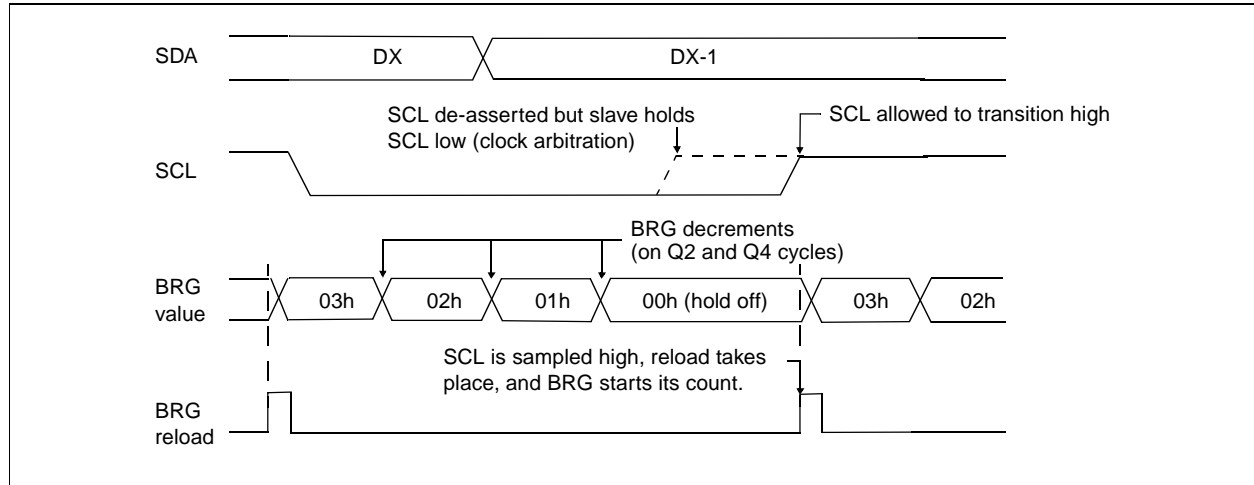 SDA
DX
DX-1
SCL de-asserted but slave holds
SCL low (clock arbitration)
SCL allowed to transition high
SCL
BRG decrements
(on Q2 and Q4 cycles)
BRG
value
03h
02h
01h
00h (hold off)
03h
02h
SCL is sampled high, reload takes
place, and BRG starts its count.
BRG
reload